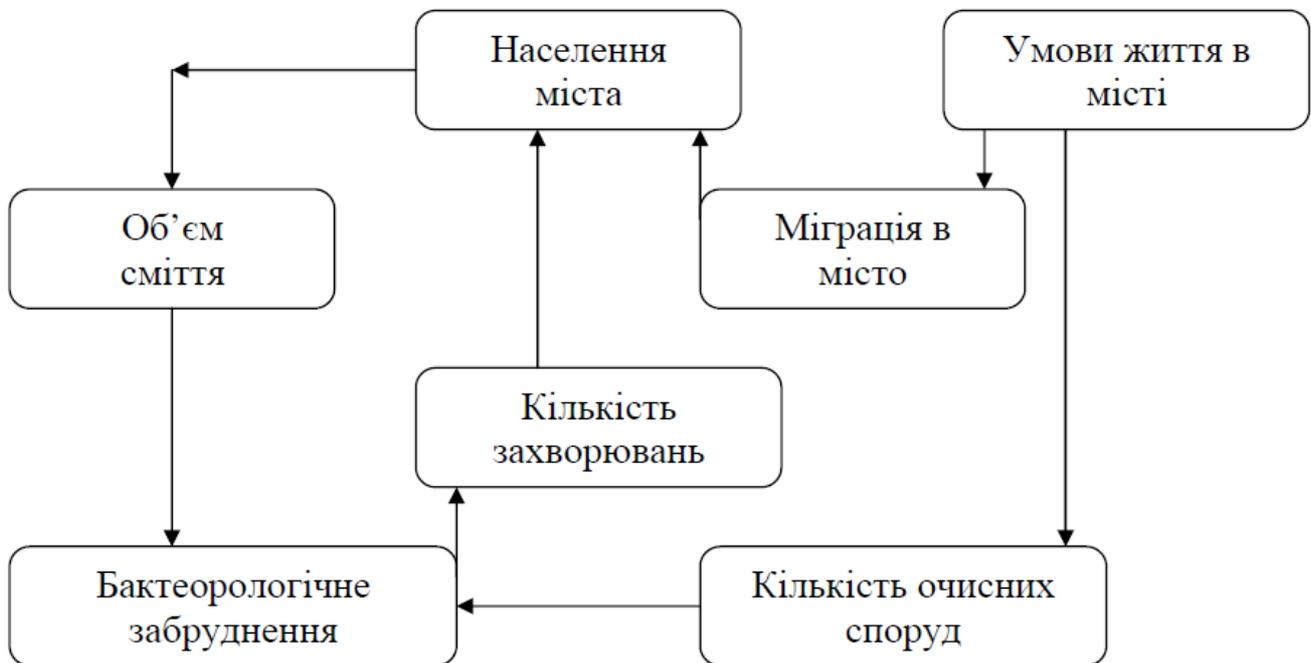 Населення
міста
Умови життя в
місті
Об’єм
сміття
Міграція в
місто
Кількість
захворювань
Бактеорологічне
забруднення
Кількість очисних
споруд